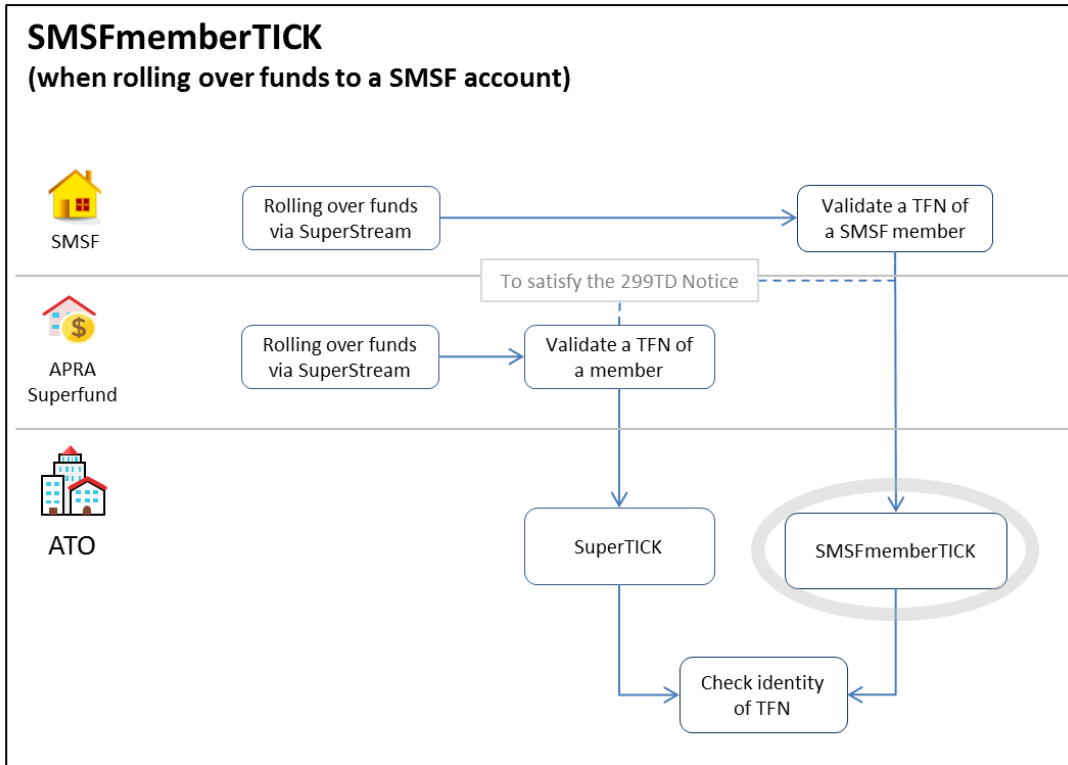 SMSFmemberTICK
(when rolling over funds to a SMSF account)
SMSF
Rolling over funds
via SuperStream
Validate a TFN of
a SMSF member
To satisfy the 299TD Notice
APRA
Superfund
Rolling over funds
via SuperStream
Validate a TFN of
a member
ATO
SuperTICK
SMSFmemberTICK
Check identity
of TFN